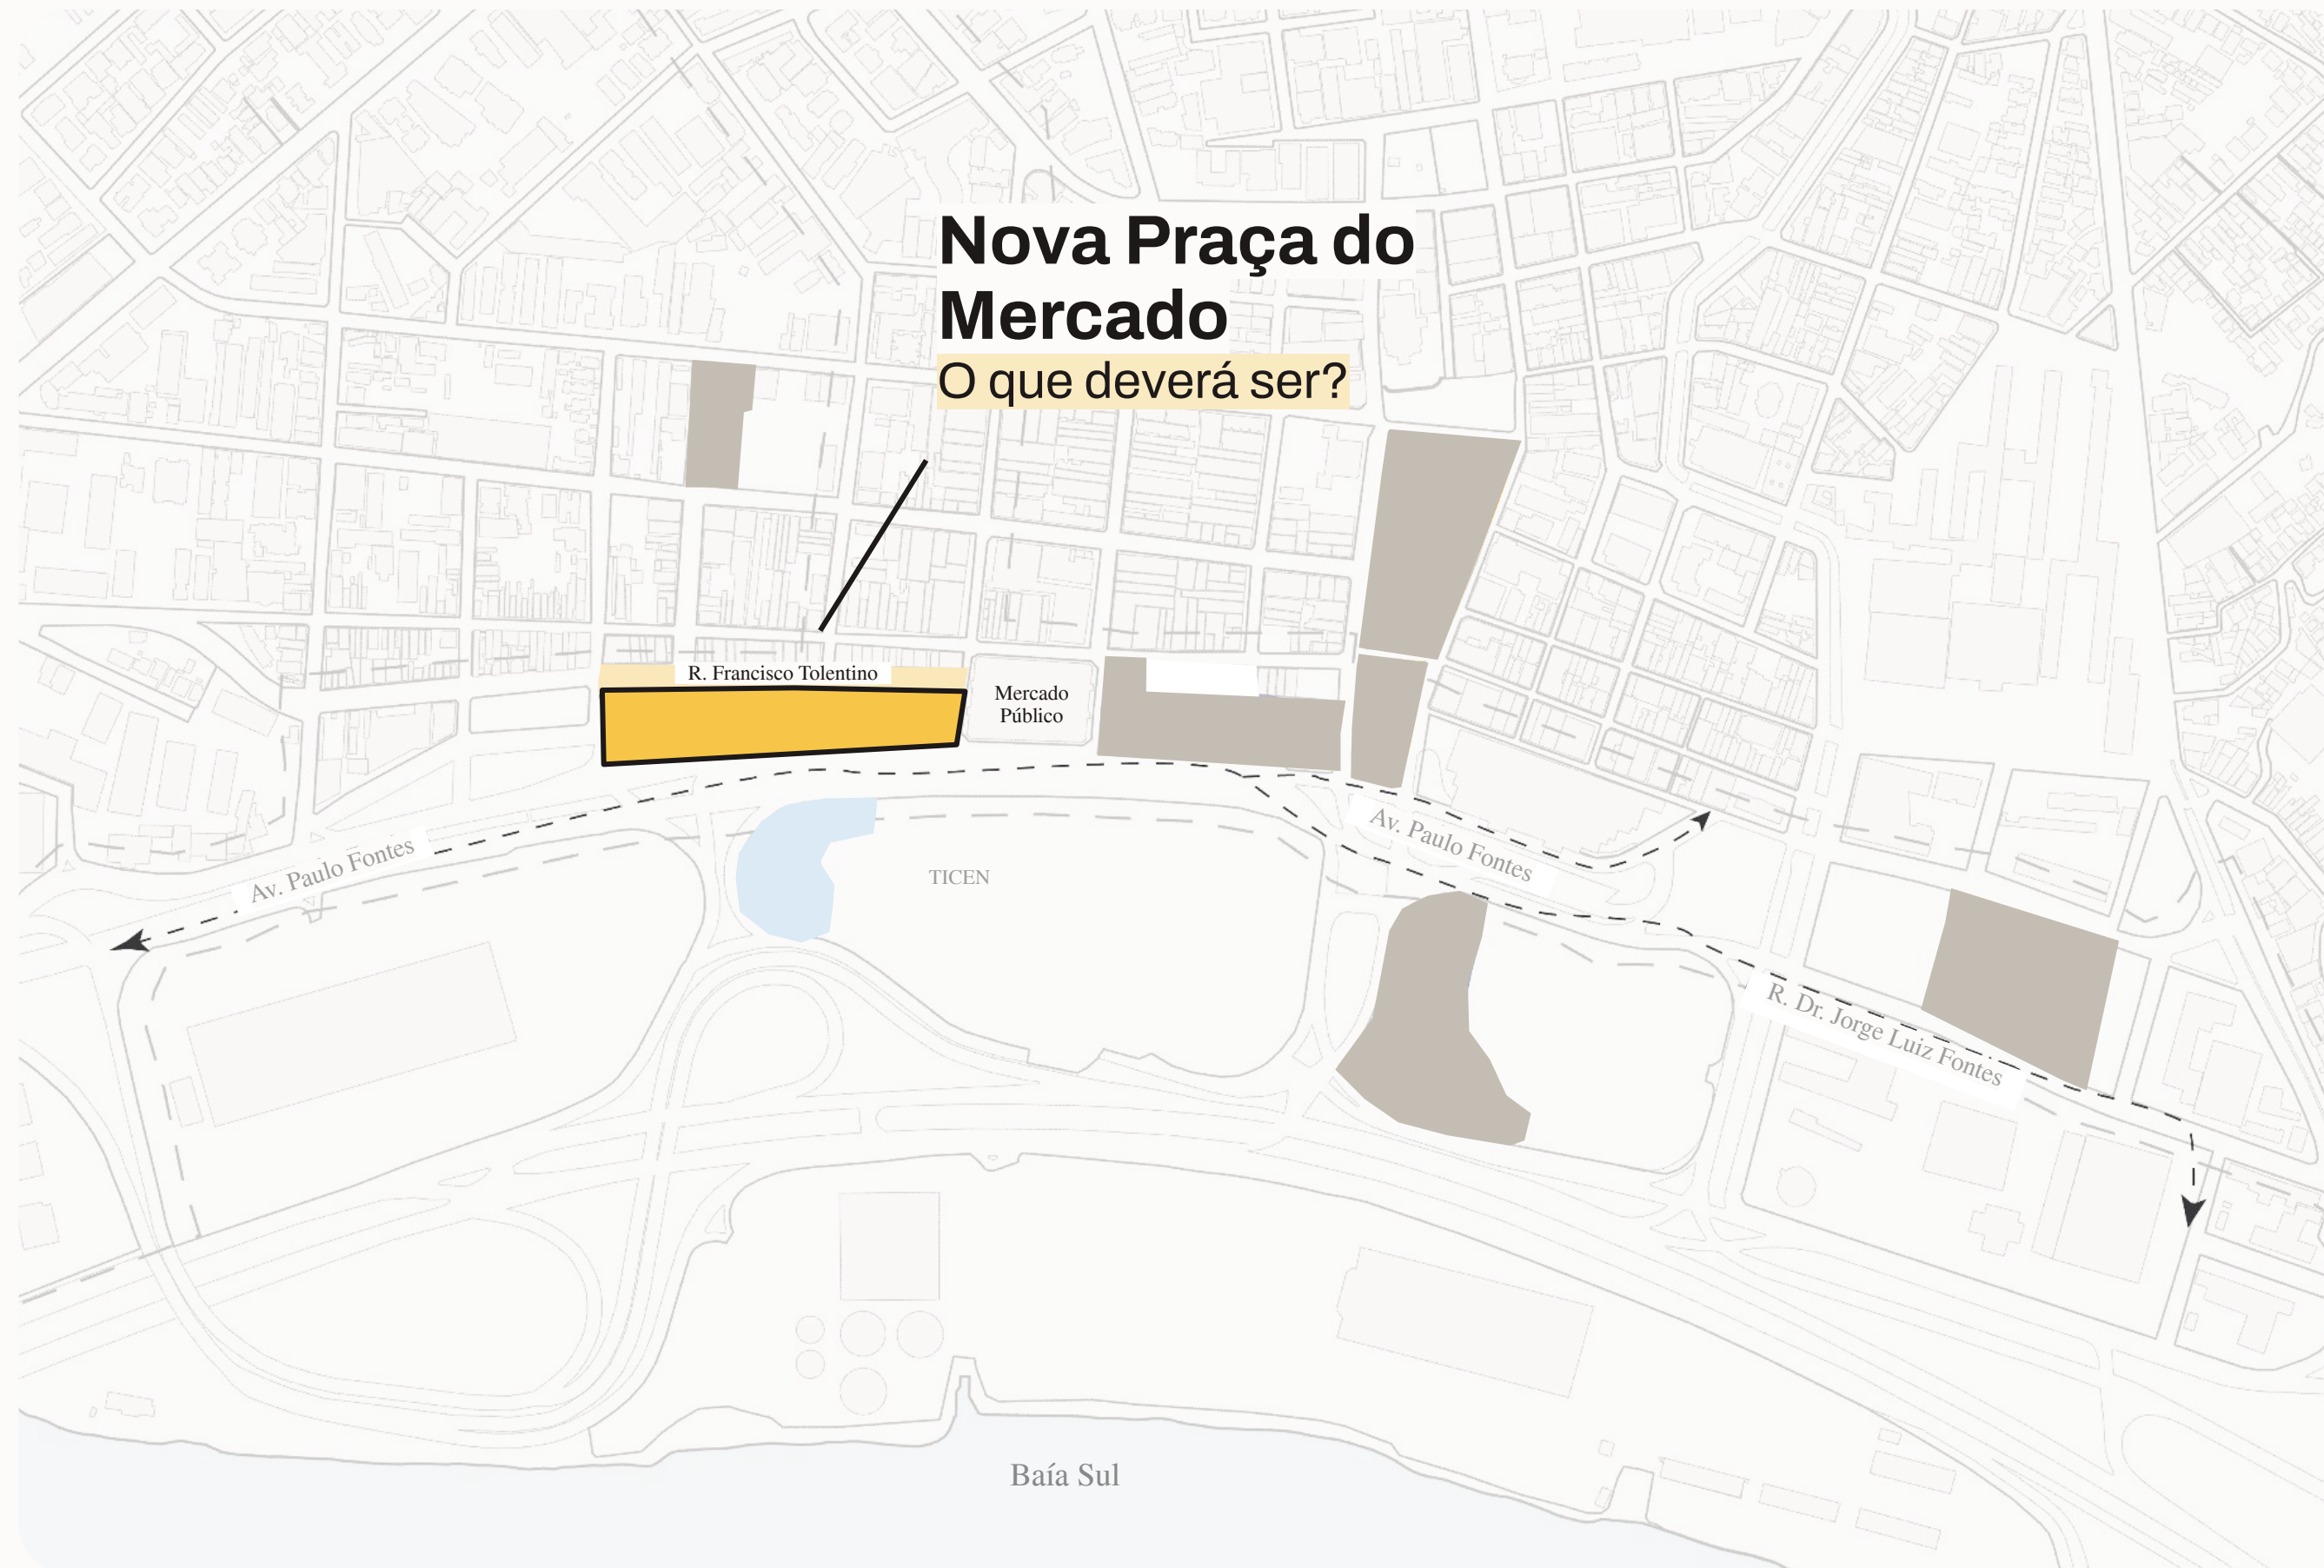 Nova Praça do
Mercado
O que deverá ser?
R. Francisco Tolentino
Mercado
Público
Av. Paulo Fontes
Av. Paulo Fontes
TICEN
R. Dr. Jorge Luiz Fontes
Baía Sul